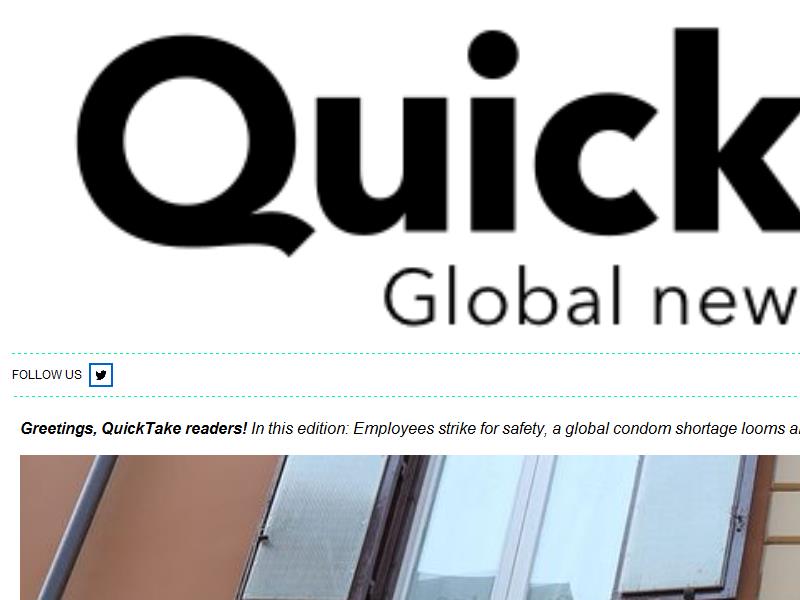 Quick
Global new
FOLLOW US
Greetings, QuickTake readers! In this edition: Employees strike for safety, a global condom shortage looms a